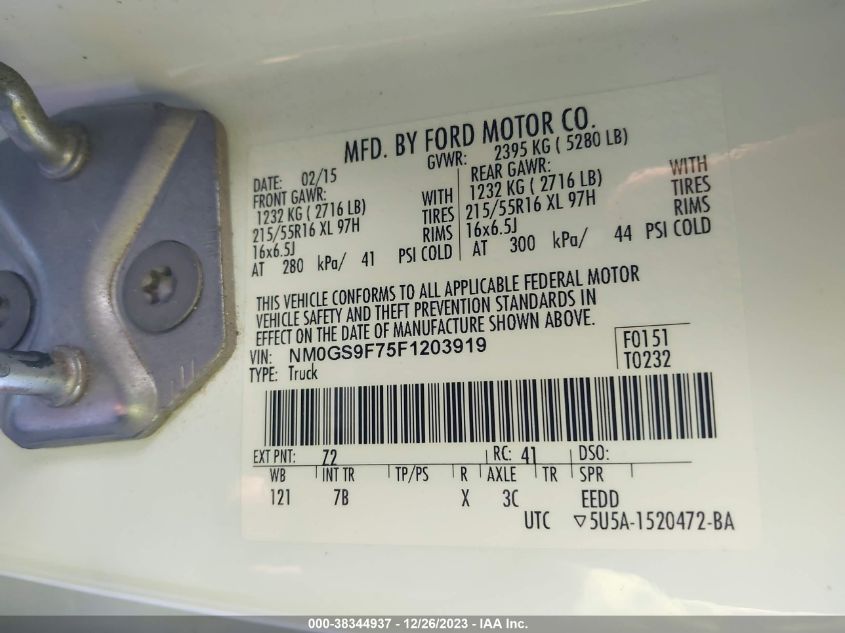 MFD. BY FORD MOTOR CO.
DATE: 02/15 GVWR: 2395 KG ( 5280 LB)
FRONT GAWR: REAR GAWR:
1232 KG ( 2716 LB) WITH 1232 KG ( 2716 LB) WITH
215/55R16 XL 97H TIRES 215/55R16 XL 97H TIRES
16x6.5J RIMS 16x6.5J RIMS
AT 280 kPa/ 41 PSI COLD AT 300 kPa/ 44 PSI COLD
THIS VEHICLE CONFORMS TO ALL APPLICABLE FEDERAL MOTOR
VEHICLE SAFETY AND THEFT PREVENTION STANDARDS IN
EFFECT ON THE DATE OF MANUFACTURE SHOWN ABOVE.
VIN: NM0GS9F75F1203919 F0151
TYPE: Truck T0232
EXT PNT: Z2 RC: 41 DSO:
WB INT TR TP/PS R AXLE TR SPR
121 7B X 3C EEDD
UTC ▽5U5A-1520472-BA
000-38344937 - 12/26/2023 - IAA Inc.